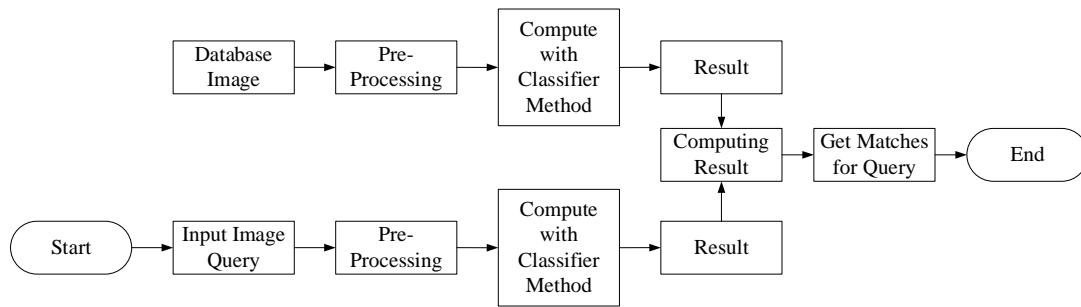 Database
Image
Pre-
Processing
Compute
with
Classifier
Method
Result
Computing
Result
Get Matches
for Query
End
Start
Input Image
Query
Pre-
Processing
Compute
with
Classifier
Method
Result